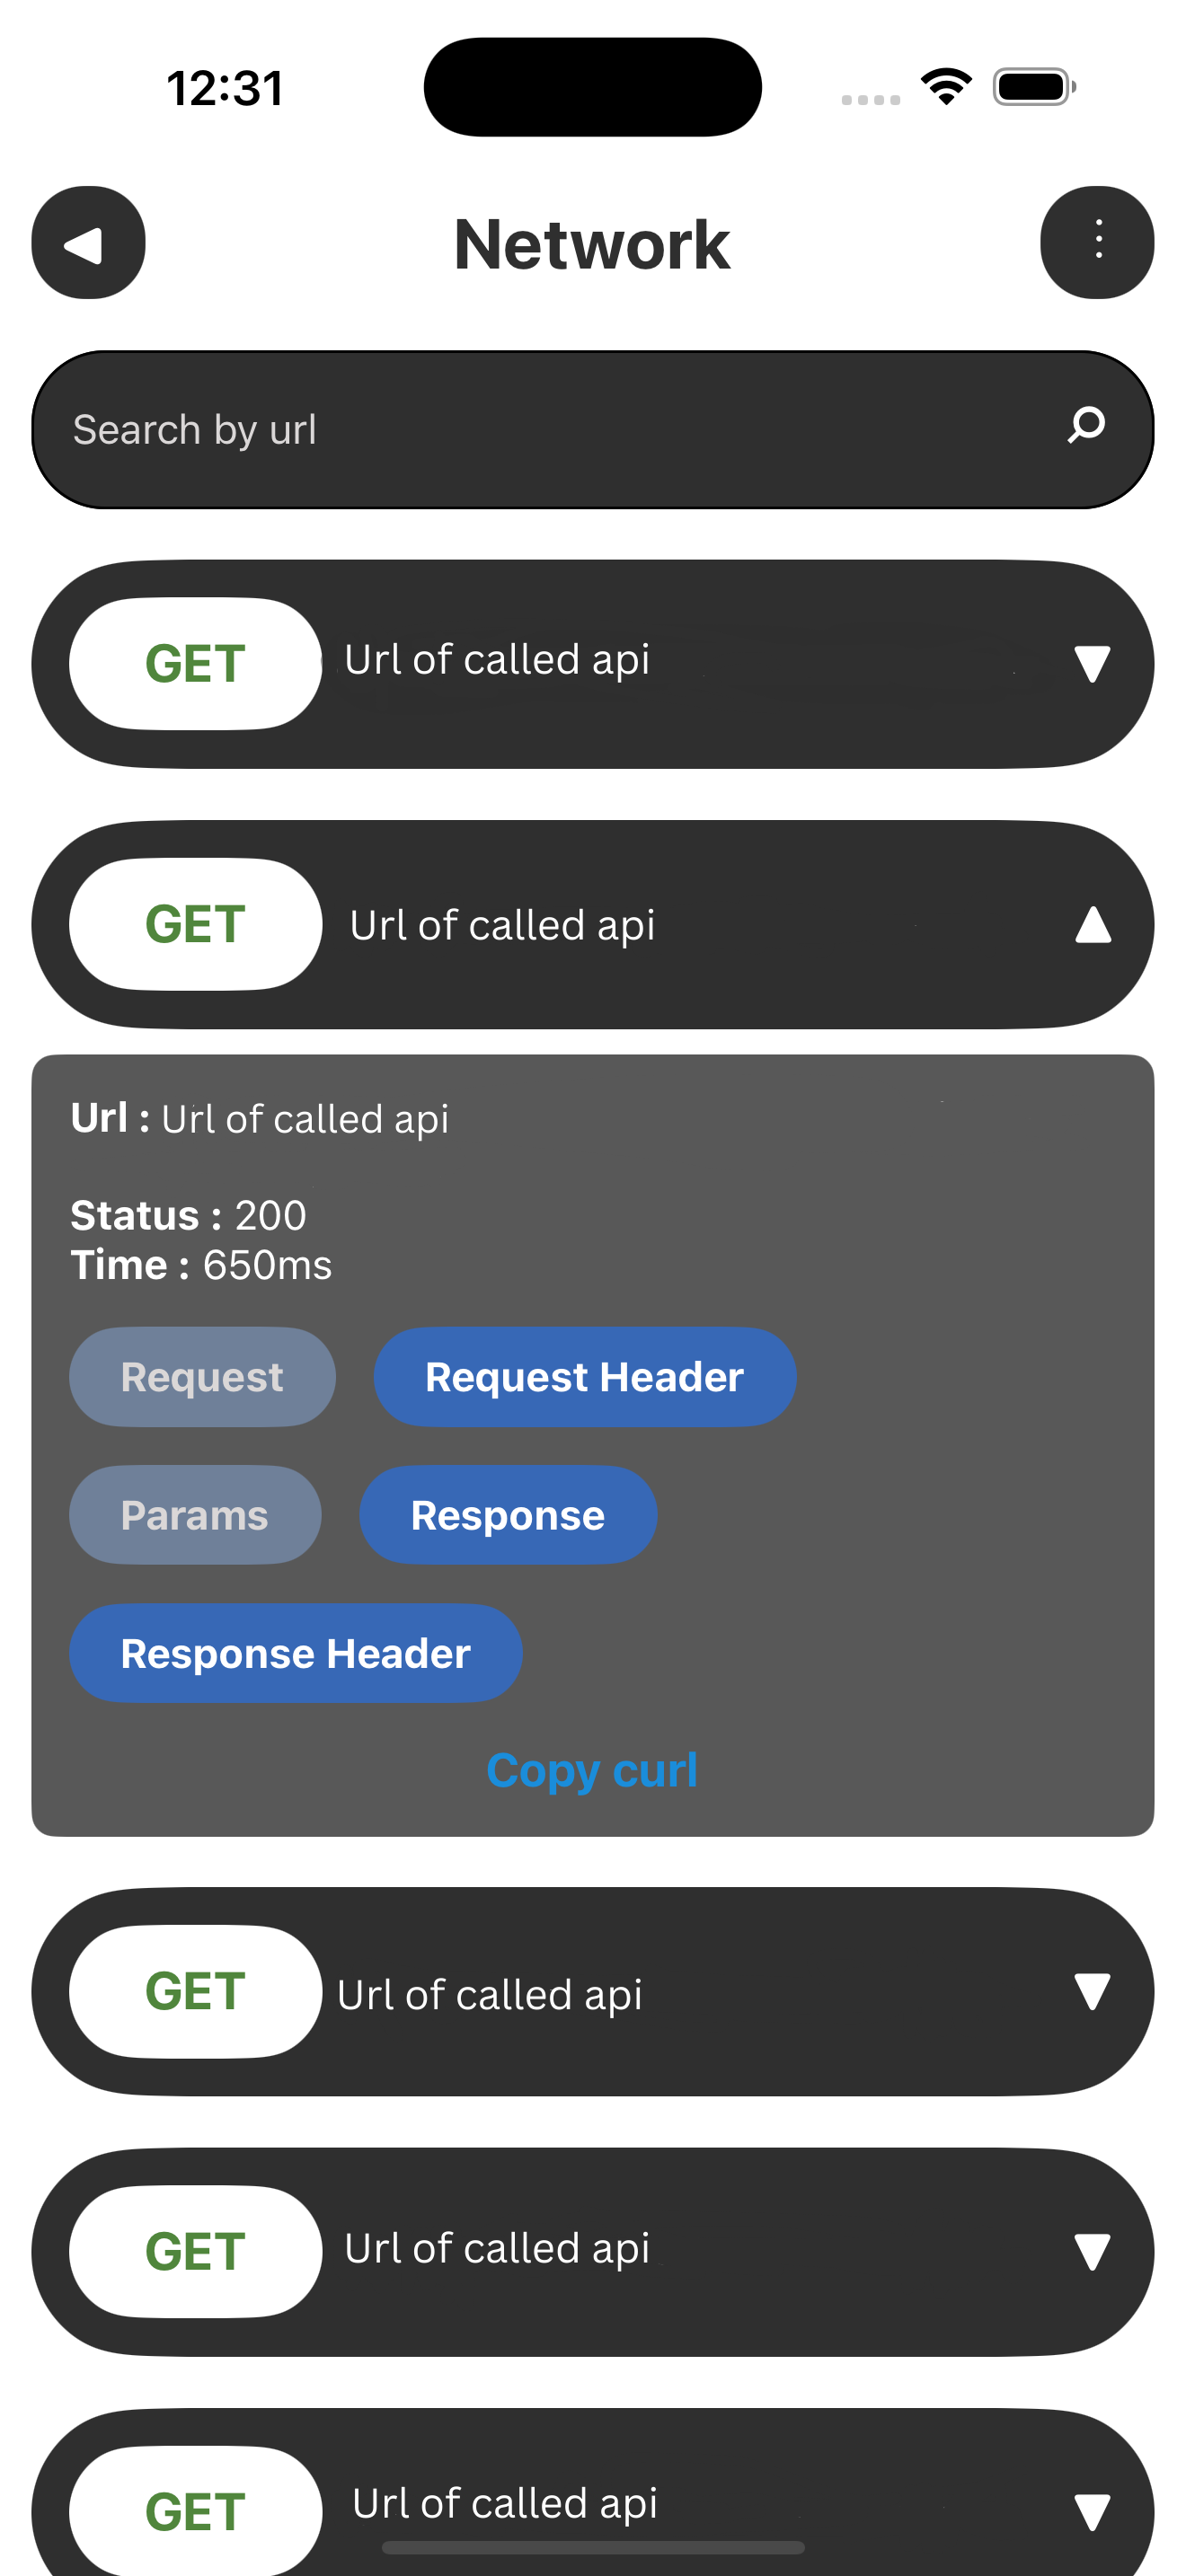 12:31
Network
Search by url
GET Url of called api
GET Url of called api
Url : Url of called api
Status : 200
Time : 650ms
Request Request Header
Params Response
Response Header
Copy curl
GET Url of called api
GET Url of called api
GET Url of called api